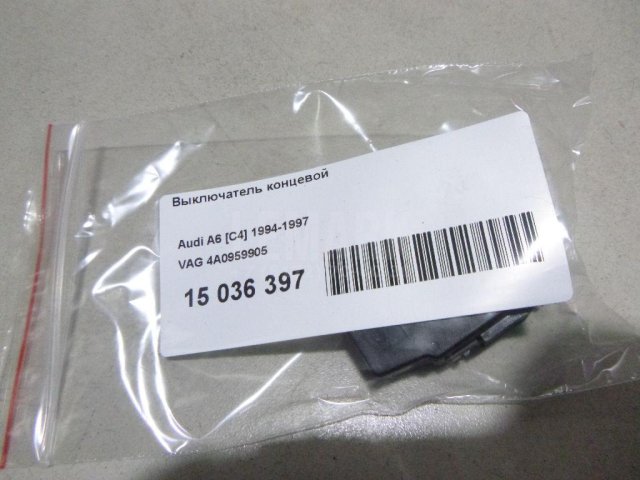 Выключатель концевой
Audi A6 [C4] 1994-1997
VAG 4A0959905
15 036 397